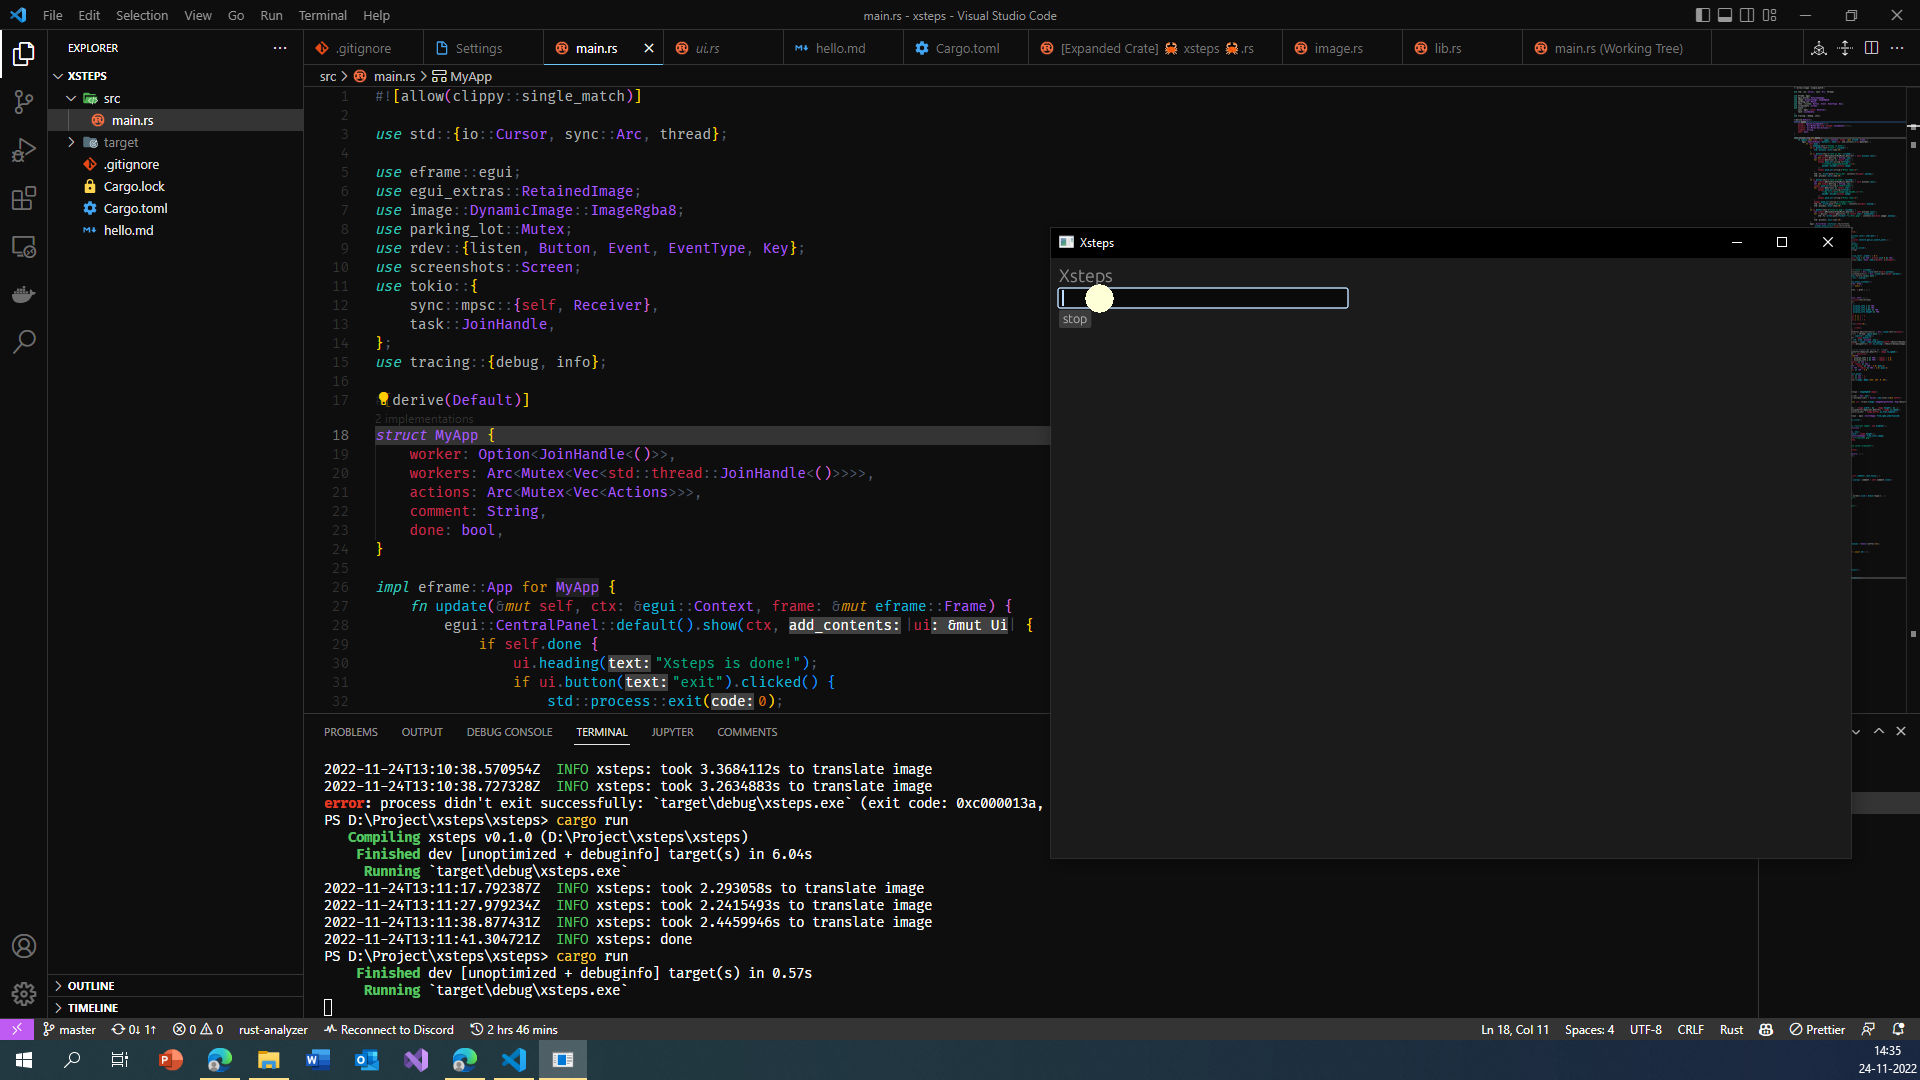 File Edit Selection View Go Run Terminal Help
main.rs - xsteps - Visual Studio Code
EXPLORER
XSTEPS
src
main.rs
target
.gitignore
Cargo.lock
Cargo.toml
hello.md
OUTLINE
TIMELINE
.gitignore Settings main.rs ui.rs hello.md Cargo.toml [Expanded Crate] 🦀 xsteps 🦀.rs image.rs lib.rs main.rs (Working Tree)
src > main.rs > MyApp
1 #![allow(clippy::single_match)]
2
3 use std::{io::Cursor, sync::Arc, thread};
4
5 use eframe::egui;
6 use egui_extras::RetainedImage;
7 use image::DynamicImage::ImageRgba8;
8 use parking_lot::Mutex;
9 use rdev::{listen, Button, Event, EventType, Key};
10 use screenshots::Screen;
11 use tokio::{
12 sync::mpsc::{self, Receiver},
13 task::JoinHandle,
14 };
15 use tracing::{debug, info};
16
17 derive(Default)]
2 implementations
18 struct MyApp {
19 worker: Option<JoinHandle<()>>,
20 workers: Arc<Mutex<Vec<std::thread::JoinHandle<()>>>>,
21 actions: Arc<Mutex<Vec<Actions>>>,
22 comment: String,
23 done: bool,
24 }
25
26 impl eframe::App for MyApp {
27 fn update(&mut self, ctx: &egui::Context, frame: &mut eframe::Frame) {
28 egui::CentralPanel::default().show(ctx, add_contents: |ui: &mut Ui| {
29 if self.done {
30 ui.heading(text: "Xsteps is done!");
31 if ui.button(text: "exit").clicked() {
32 std::process::exit(code: 0);
Xsteps
Xsteps
stop
PROBLEMS OUTPUT DEBUG CONSOLE TERMINAL JUPYTER COMMENTS
2022-11-24T13:10:38.570954Z INFO xsteps: took 3.3684112s to translate image
2022-11-24T13:10:38.727328Z INFO xsteps: took 3.2634883s to translate image
error: process didn't exit successfully: `target\debug\xsteps.exe` (exit code: 0xc000013a,
PS D:\Project\xsteps\xsteps> cargo run
Compiling xsteps v0.1.0 (D:\Project\xsteps\xsteps)
Finished dev [unoptimized + debuginfo] target(s) in 6.04s
Running `target\debug\xsteps.exe`
2022-11-24T13:11:17.792387Z INFO xsteps: took 2.293058s to translate image
2022-11-24T13:11:27.979234Z INFO xsteps: took 2.2415493s to translate image
2022-11-24T13:11:38.877431Z INFO xsteps: took 2.4459946s to translate image
2022-11-24T13:11:41.304721Z INFO xsteps: done
PS D:\Project\xsteps\xsteps> cargo run
Finished dev [unoptimized + debuginfo] target(s) in 0.57s
Running `target\debug\xsteps.exe`
master 0↓ 1↑ 0 0 rust-analyzer Reconnect to Discord 2 hrs 46 mins
Ln 18, Col 11 Spaces: 4 UTF-8 CRLF Rust Prettier
14:35
24-11-2022